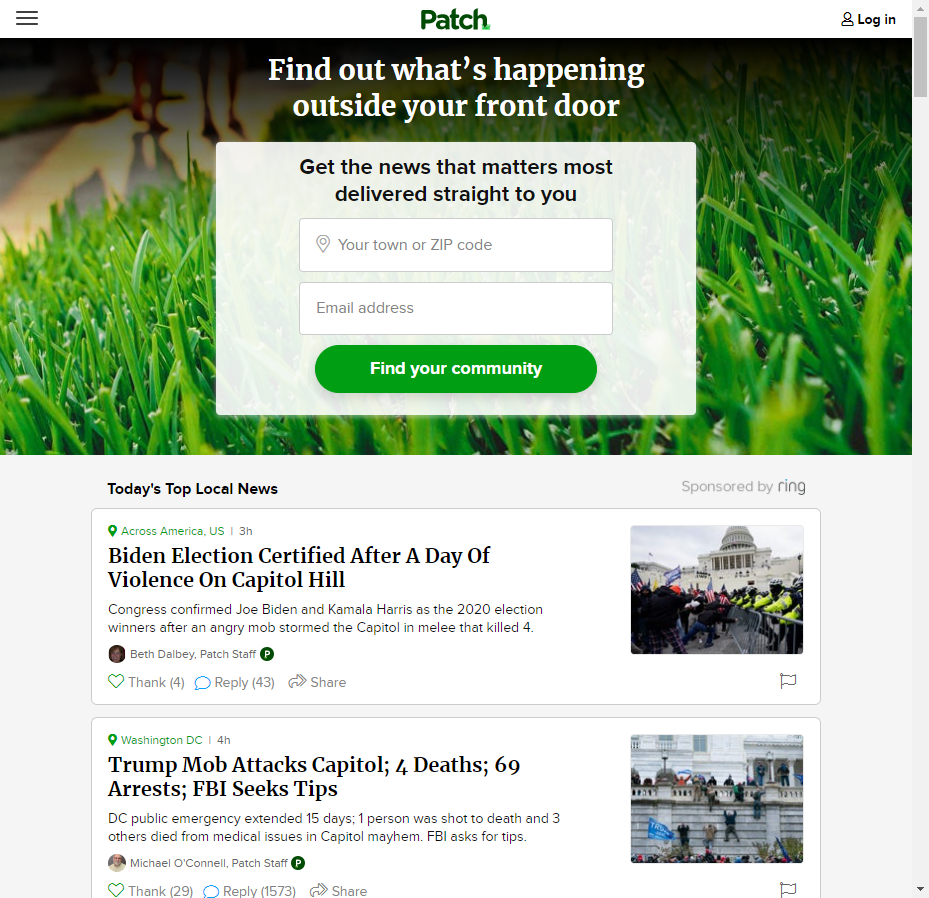 Patch
Log in
Find out what's happening
outside your front door
Get the news that matters most
delivered straight to you
Your town or ZIP code
Email address
Find your community
Today's Top Local News
Sponsored by ring
Across America, US | 3h
Biden Election Certified After A Day Of
Violence On Capitol Hill
Congress confirmed Joe Biden and Kamala Harris as the 2020 election
winners after an angry mob stormed the Capitol in melee that killed 4.
Beth Dalbey, Patch Staff P
Thank (4) Reply (43) Share
Washington DC | 4h
Trump Mob Attacks Capitol; 4 Deaths; 69
Arrests; FBI Seeks Tips
DC public emergency extended 15 days; 1 person was shot to death and 3
others died from medical issues in Capitol mayhem. FBI asks for tips.
Michael O'Connell, Patch Staff P
Thank (29) Reply (1573) Share